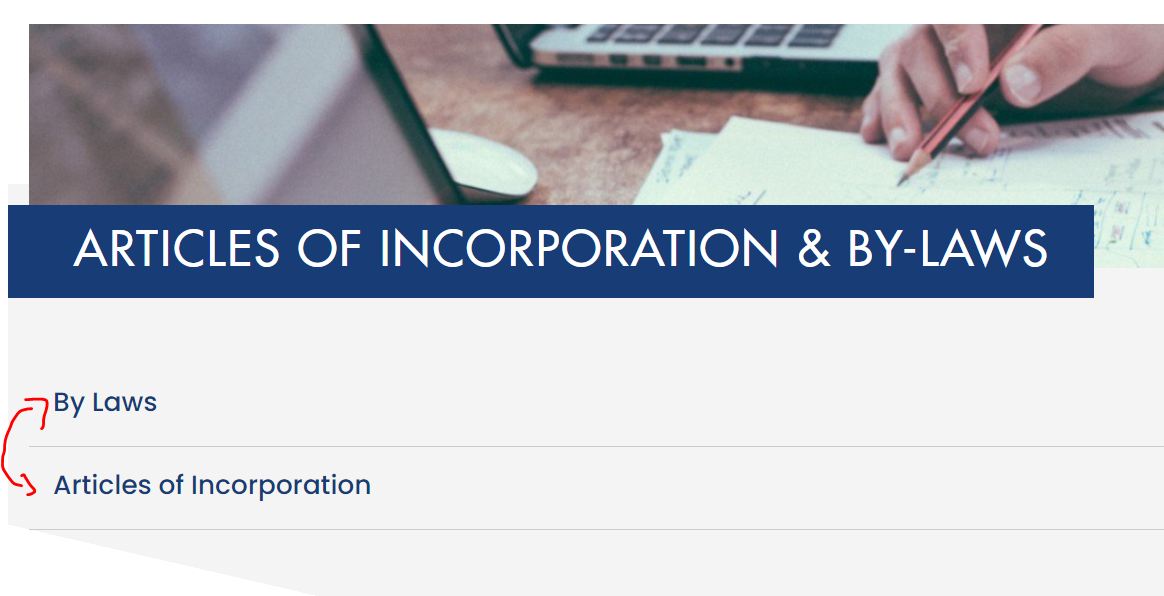 ARTICLES OF INCORPORATION & BY-LAWS
By Laws
Articles of Incorporation